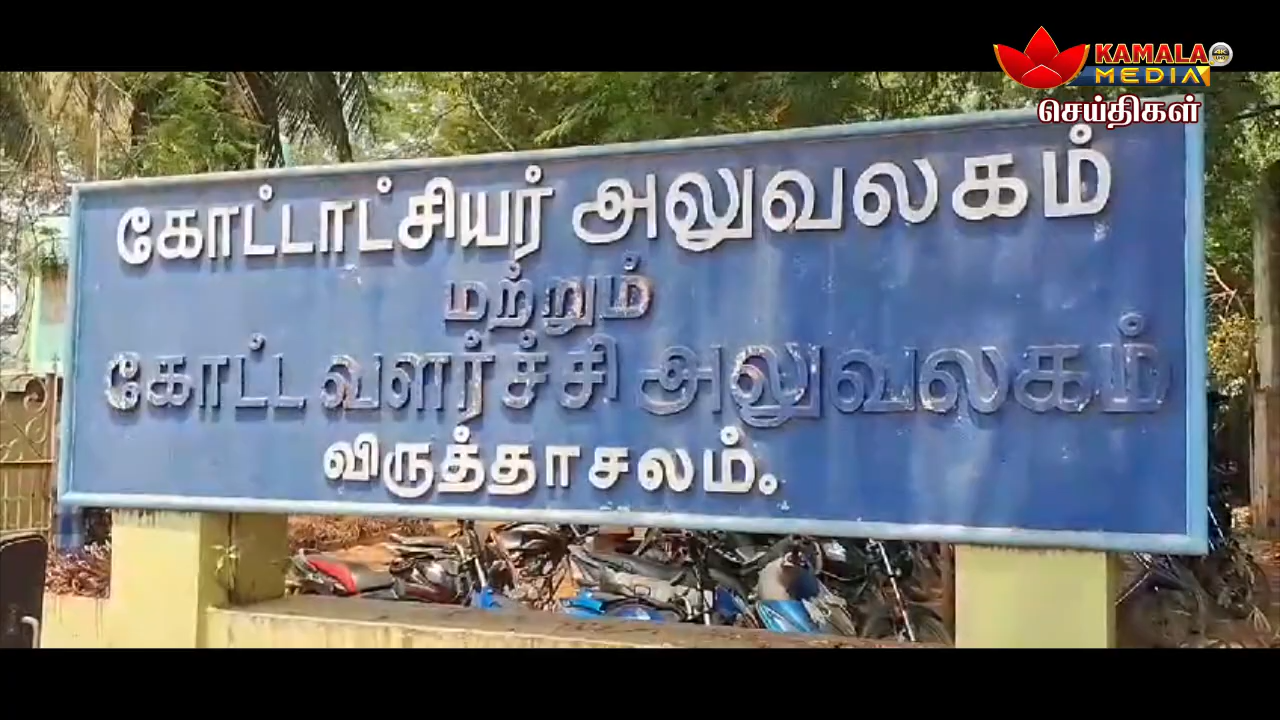 KAMALA
MEDIA
செய்திகள்
கோட்டாட்சியர் அலுவலகம்
மற்றும்
கோட்ட வளர்ச்சி அலுவலகம்
விருத்தாசலம்.